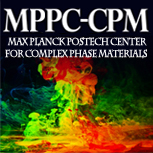 MPPC-CPM
MAX PLANCK POSTECH CENTER
FOR COMPLEX PHASE MATERIALS